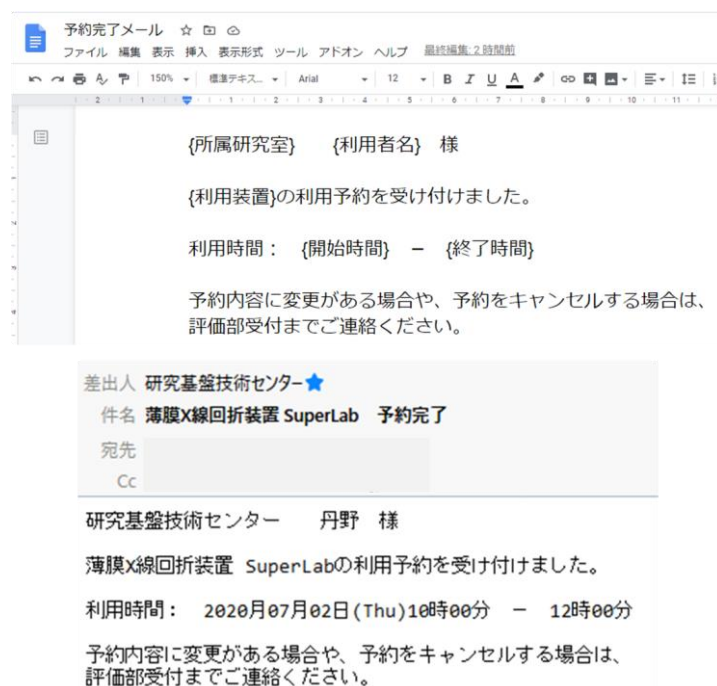 予約完了メール
ファイル 編集 表示 挿入 表示形式 ツール アドオン ヘルプ 最終編集: 2 時間前
150% 標準テキス... Arial 12 B I U A
2 1 1 2 3 4 5 6 7 8 9 10 11
{所属研究室} {利用者名} 様
{利用装置}の利用予約を受け付けました。
利用時間： {開始時間} － {終了時間}
予約内容に変更がある場合や、予約をキャンセルする場合は、
評価部受付までご連絡ください。
差出人 研究基盤技術センター
件名 薄膜X線回折装置 SuperLab 予約完了
宛先
Cc
研究基盤技術センター 丹野 様
薄膜X線回折装置 SuperLabの利用予約を受け付けました。
利用時間： 2020月07月02日(Thu)10時00分 － 12時00分
予約内容に変更がある場合や、予約をキャンセルする場合は、
評価部受付までご連絡ください。